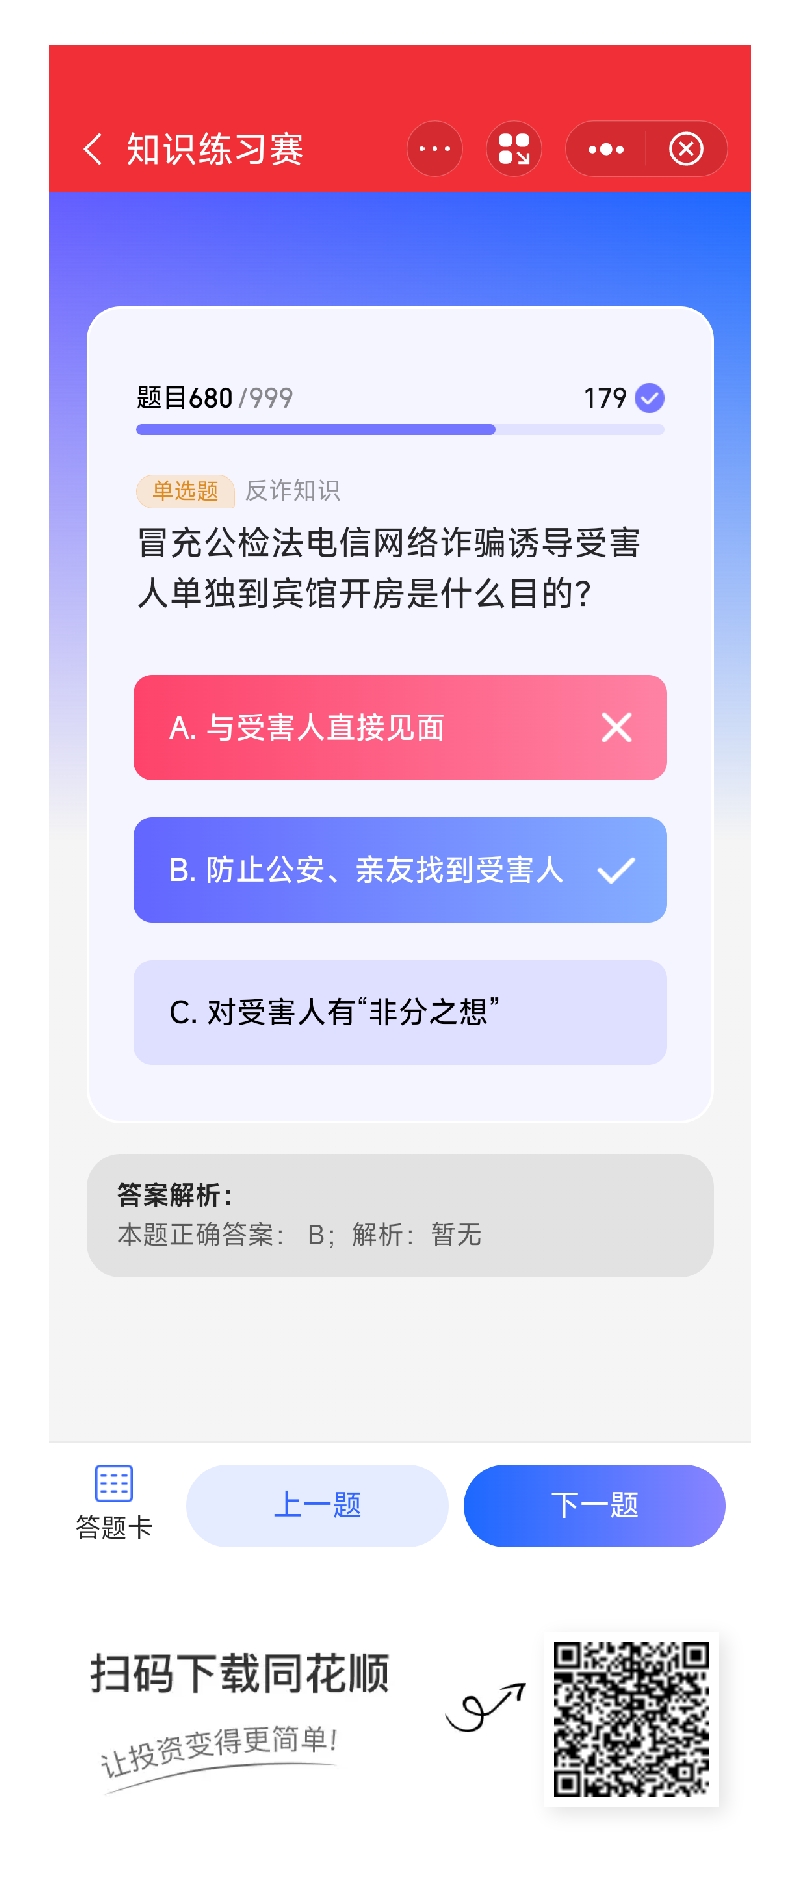 知识练习赛
题目680/999
179
单选题 反诈知识
冒充公检法电信网络诈骗诱导受害
人单独到宾馆开房是什么目的？
A. 与受害人直接见面
B. 防止公安、亲友找到受害人
C. 对受害人有“非分之想”
答案解析：
本题正确答案： B；解析：暂无
答题卡
上一题
下一题
扫码下载同花顺
让投资变得更简单!